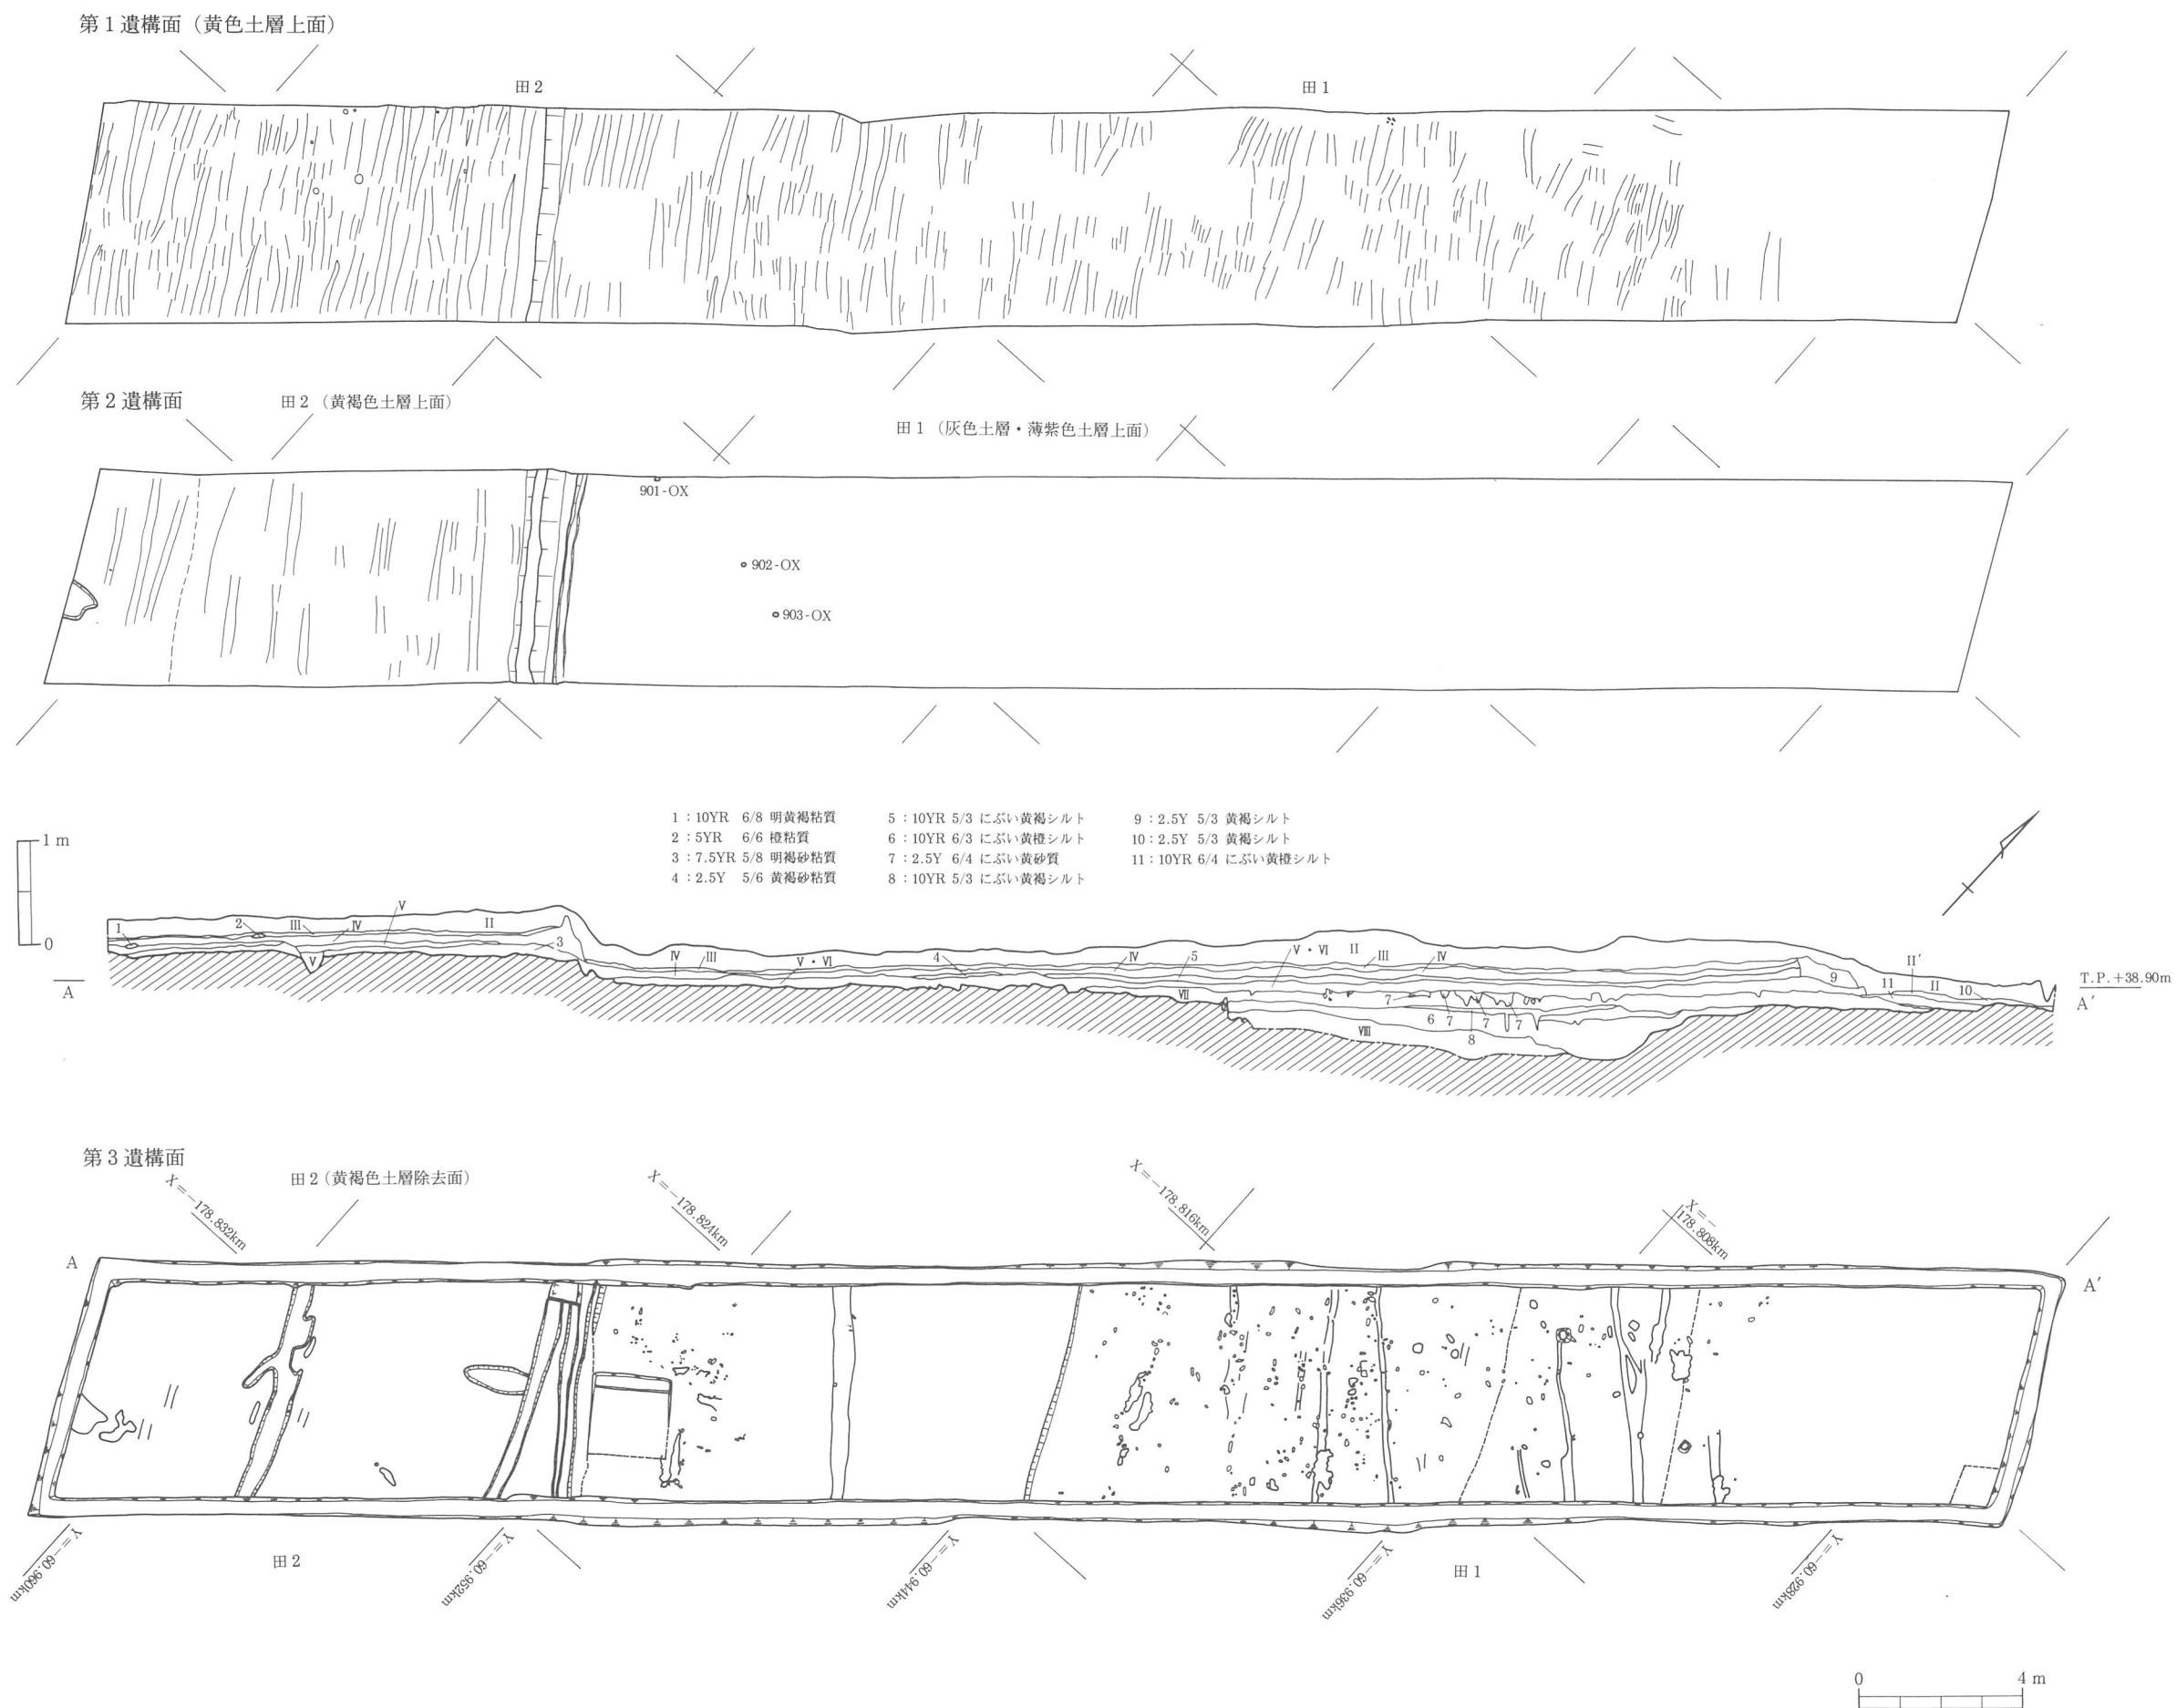 第1遺構面（黄色土層上面）
田2
田1
第2遺構面
田2（黄褐色土層上面）
田1（灰色土層・薄紫色土層上面）
901-OX
902-OX
903-OX
1：10YR 6/8 明黄褐粘質
2：5YR 6/6 橙粘質
3：7.5YR 5/8 明褐砂粘質
4：2.5Y 5/6 黄褐砂粘質
5：10YR 5/3 にぶい黄褐シルト
6：10YR 6/3 にぶい黄橙シルト
7：2.5Y 6/4 にぶい黄砂質
8：10YR 5/3 にぶい黄褐シルト
9：2.5Y 5/3 黄褐シルト
10：2.5Y 5/3 黄褐シルト
11：10YR 6/4 にぶい黄橙シルト
1 m
0
A
1
2
III
IV
V
II
3
V
IV
III
V・VI
4
IV
5
V・VI
II
III
IV
VII
7
6
7
7
7
8
VIII
9
11
II′
II
10
T.P.+38.90m
A′
第3遺構面
田2（黄褐色土層除去面）
X=-178.832km
X=-178.824km
X=-178.816km
X=-178.808km
A
A′
Y=-60.960km
Y=-60.952km
Y=-60.944km
Y=-60.936km
Y=-60.928km
田2
田1
0
4 m